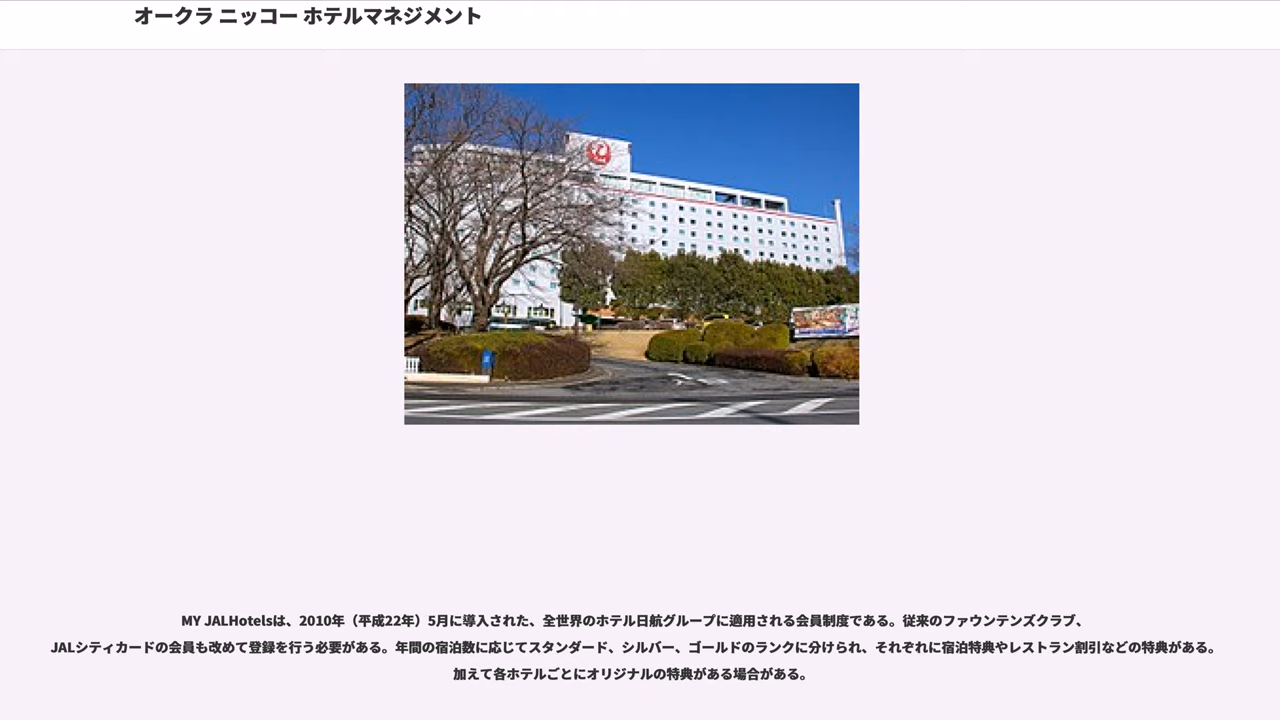 オークラ ニッコー ホテルマネジメント
MY JALHotelsは、2010年（平成22年）5月に導入された、全世界のホテル日航グループに適用される会員制度である。従来のファウンテンズクラブ、
JALシティカードの会員も改めて登録を行う必要がある。年間の宿泊数に応じてスタンダード、シルバー、ゴールドのランクに分けられ、それぞれに宿泊特典やレストラン割引などの特典がある。
加えて各ホテルごとにオリジナルの特典がある場合がある。